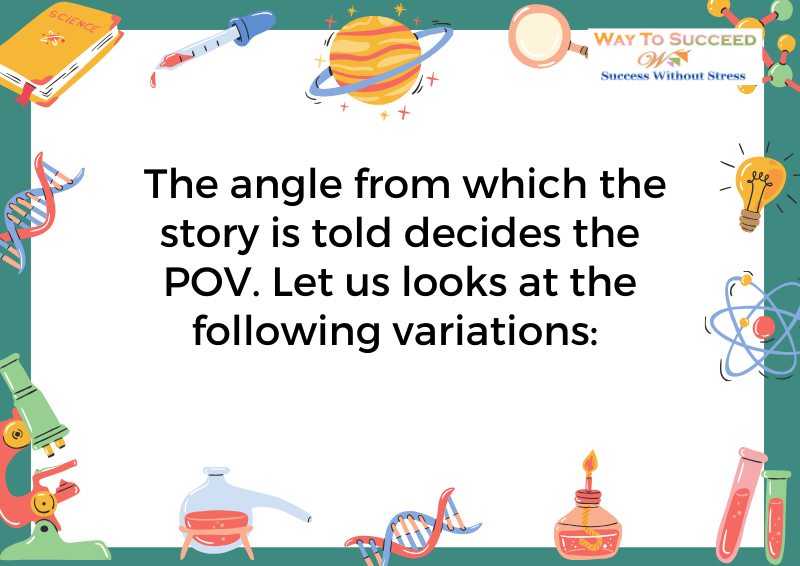 SCIENCE
WAY TO SUCCEED
Success Without Stress
The angle from which the
story is told decides the
POV. Let us looks at the
following variations: